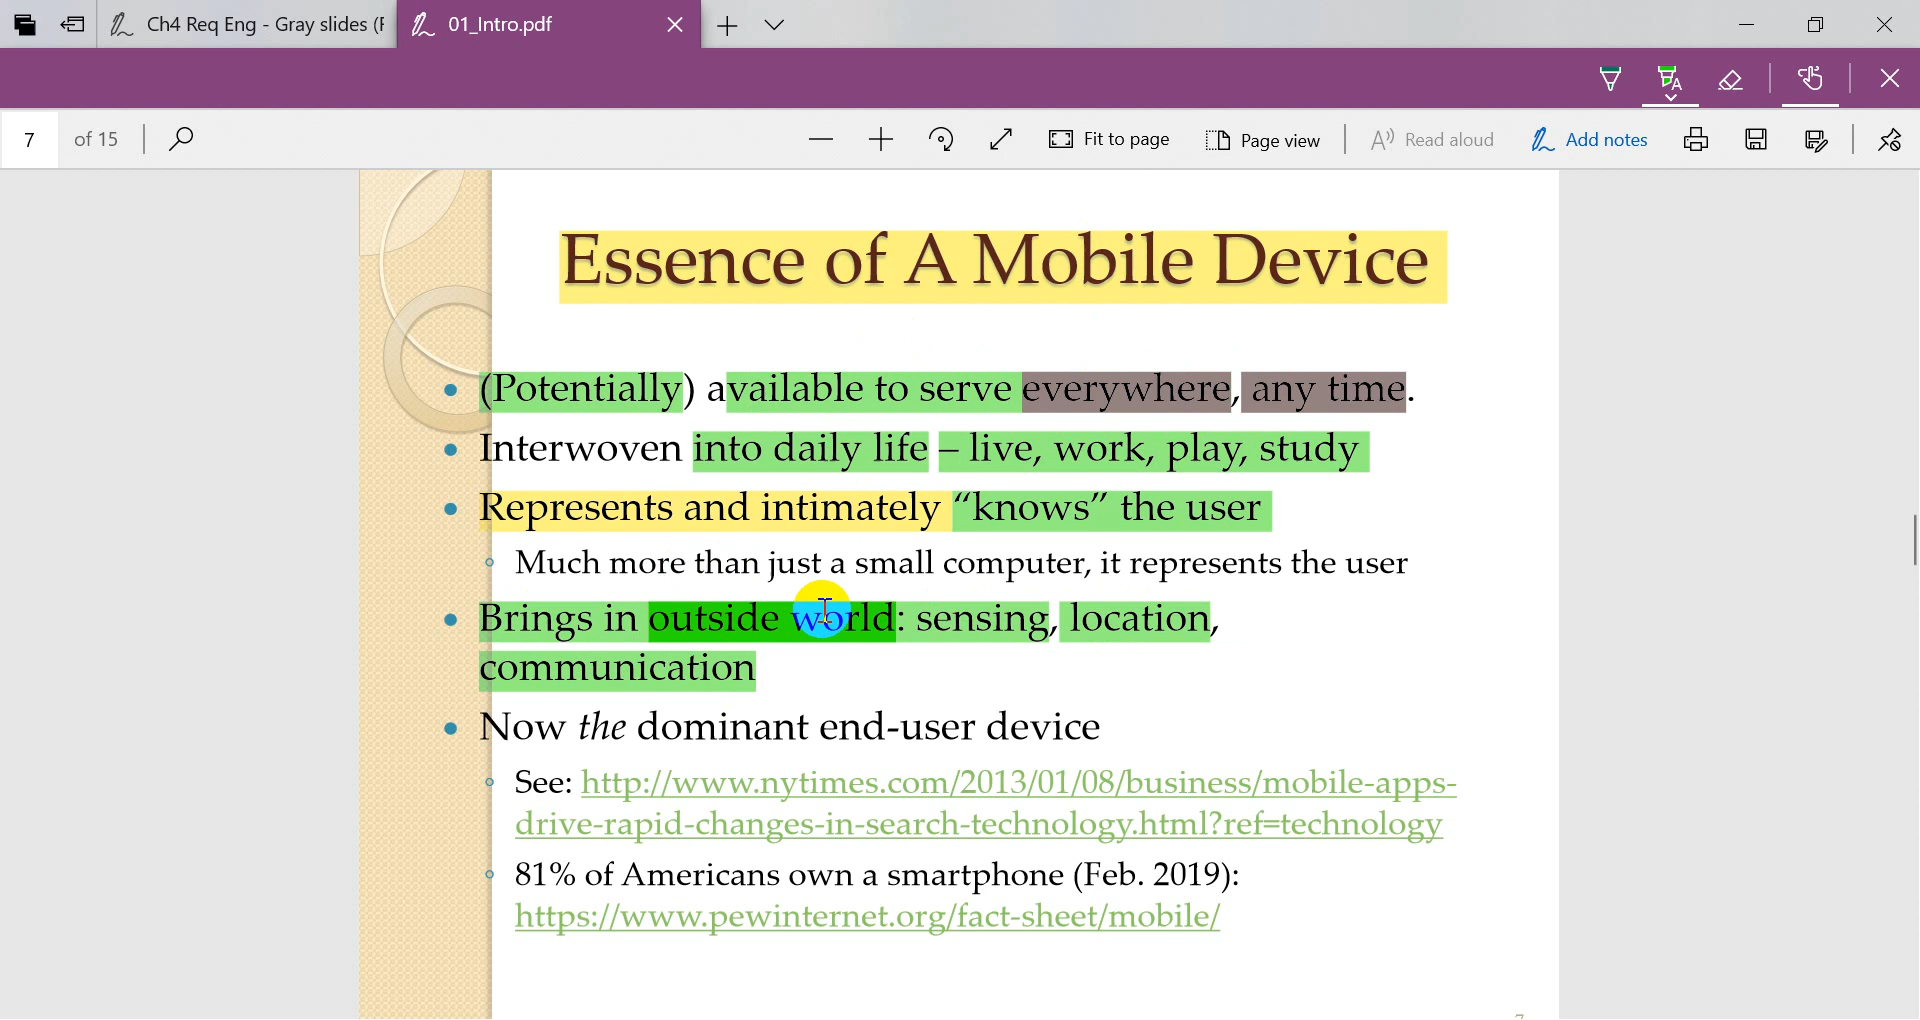 Ch4 Req Eng - Gray slides (F
01_Intro.pdf
7 of 15
Fit to page
Page view
Read aloud
Add notes
Essence of A Mobile Device
(Potentially) available to serve everywhere, any time.
Interwoven into daily life – live, work, play, study
Represents and intimately “knows” the user
Much more than just a small computer, it represents the user
Brings in outside world: sensing, location,
communication
Now the dominant end-user device
See: http://www.nytimes.com/2013/01/08/business/mobile-apps-
drive-rapid-changes-in-search-technology.html?ref=technology
81% of Americans own a smartphone (Feb. 2019):
https://www.pewinternet.org/fact-sheet/mobile/